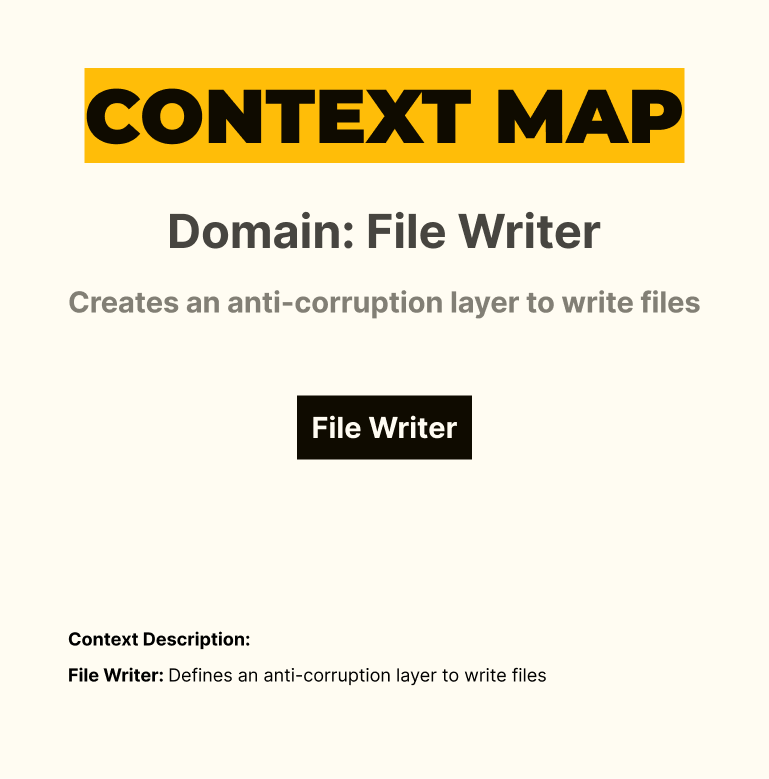 CONTEXT MAP
Domain: File Writer
Creates an anti-corruption layer to write files
File Writer
Context Description:
File Writer: Defines an anti-corruption layer to write files